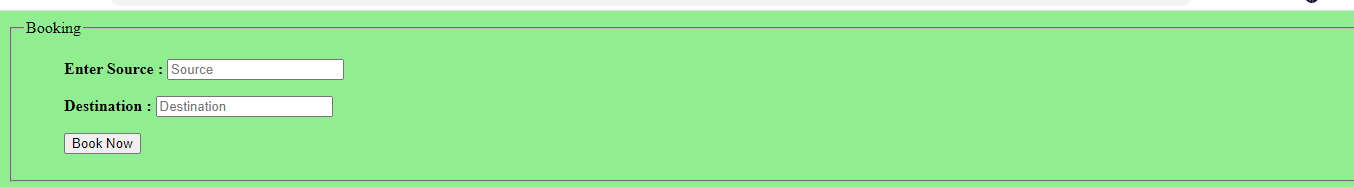 Booking
Enter Source : Source
Destination : Destination
Book Now